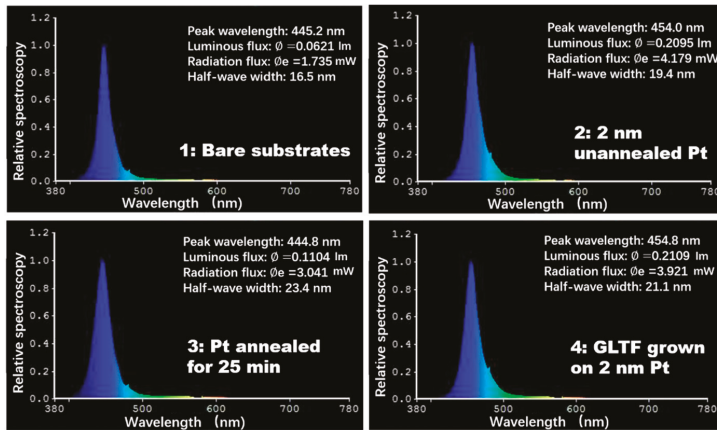 Relative spectroscopy
1.2
1.0
0.8
0.6
0.4
0.2
0.0
Peak wavelength: 445.2 nm
Luminous flux: Ø =0.0621 lm
Radiation flux: Øe =1.735 mW
Half-wave width: 16.5 nm
1: Bare substrates
380
500
600
700
780
Wavelength (nm)
Relative spectroscopy
1.2
1.0
0.8
0.6
0.4
0.2
0.0
Peak wavelength: 454.0 nm
Luminous flux: Ø =0.2095 lm
Radiation flux: Øe =4.179 mW
Half-wave width: 19.4 nm
2: 2 nm
unannealed Pt
380
500
600
700
780
Wavelength (nm)
Relative spectroscopy
1.2
1.0
0.8
0.6
0.4
0.2
0.0
Peak wavelength: 444.8 nm
Luminous flux: Ø =0.1104 lm
Radiation flux: Øe =3.041 mW
Half-wave width: 23.4 nm
3: Pt annealed
for 25 min
380
500
600
700
780
Wavelength (nm)
Relative spectroscopy
1.2
1.0
0.8
0.6
0.4
0.2
0.0
Peak wavelength: 454.8 nm
Luminous flux: Ø =0.2109 lm
Radiation flux: Øe =3.921 mW
Half-wave width: 21.1 nm
4: GLTF grown
on 2 nm Pt
380
500
600
700
780
Wavelength (nm)